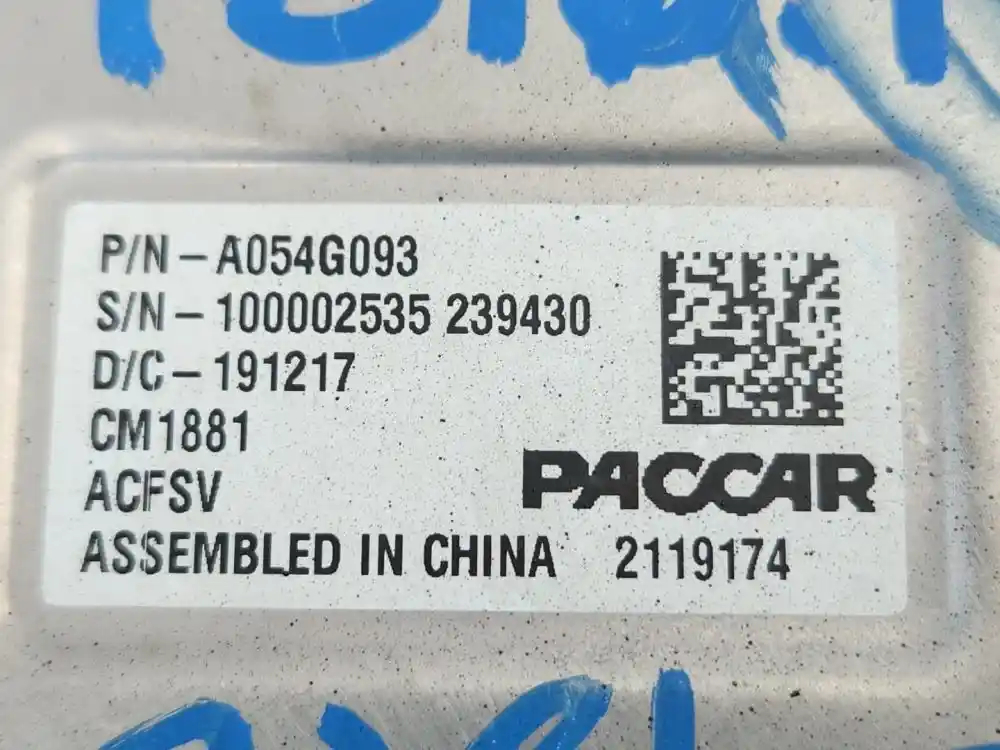 P/N – A054G093
S/N – 100002535 239430
D/C – 191217
CM1881
ACFSV
PACCAR
ASSEMBLED IN CHINA 2119174